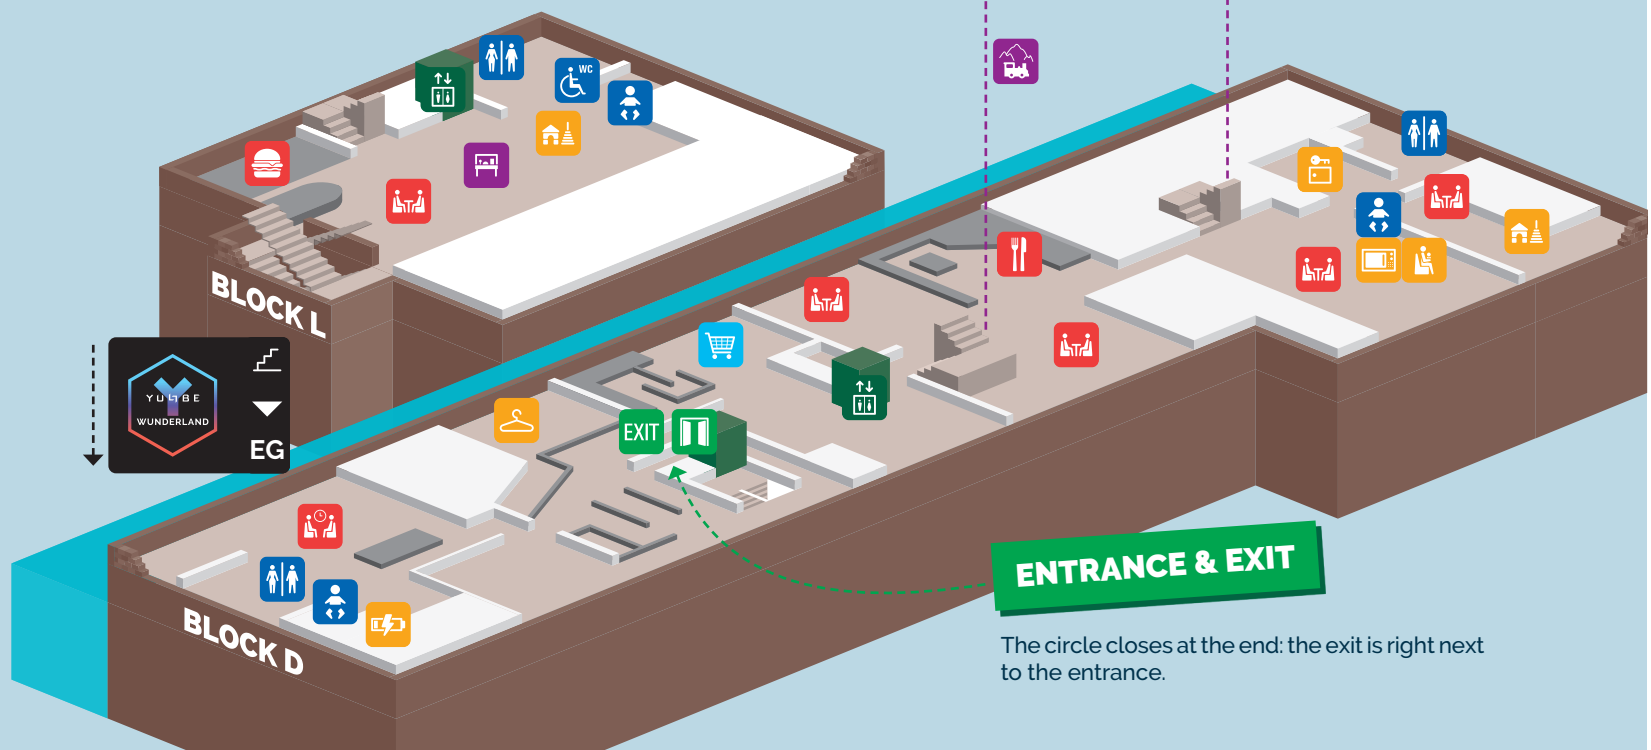 WC
BLOCK L
YULLBE
WUNDERLAND
EG
EXIT
BLOCK D
ENTRANCE & EXIT
The circle closes at the end: the exit is right next
to the entrance.